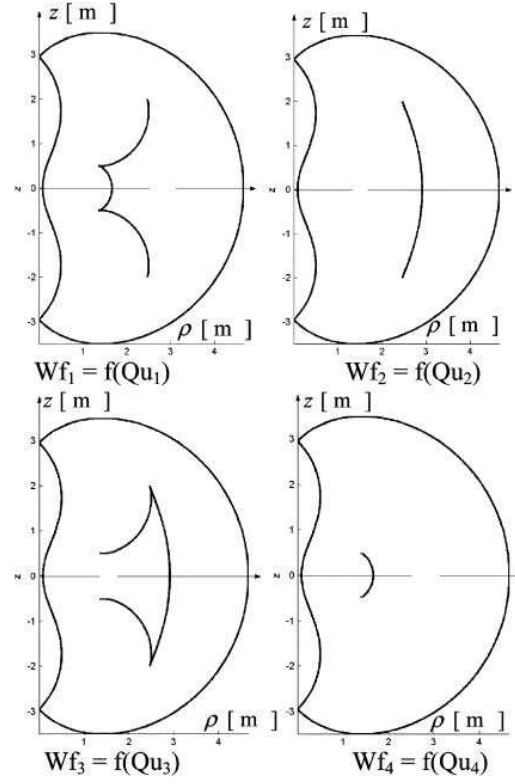 z [ m ]
3
2
1
z 0
-1
-2
-3
1 2 3 4
ρ [ m ]
Wf₁ = f(Qu₁)
z [ m ]
3
2
1
z 0
-1
-2
-3
1 2 3 4
ρ [ m ]
Wf₂ = f(Qu₂)
z [ m ]
3
2
1
z 0
-1
-2
-3
1 2 3 4
ρ [ m ]
Wf₃ = f(Qu₃)
z [ m ]
3
2
1
z 0
-1
-2
-3
1 2 3 4
ρ [ m ]
Wf₄ = f(Qu₄)